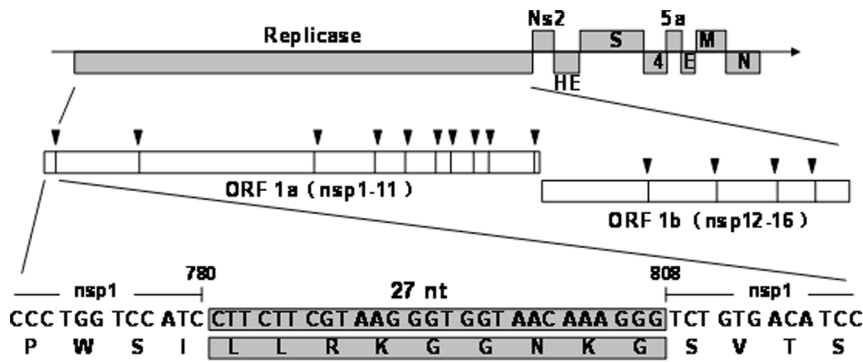 Ns2 5a
Replicase S M
4 E N
HE
ORF 1a (nsp1-11)
ORF 1b (nsp12-16)
780 808
nsp1 27 nt nsp1
CCC TGG TCC ATC CTT CTT CGT AAG GGT GGT AAC AAA GGG TCT GTG ACA TCC
P W S I L L R K G G N K G S V T S